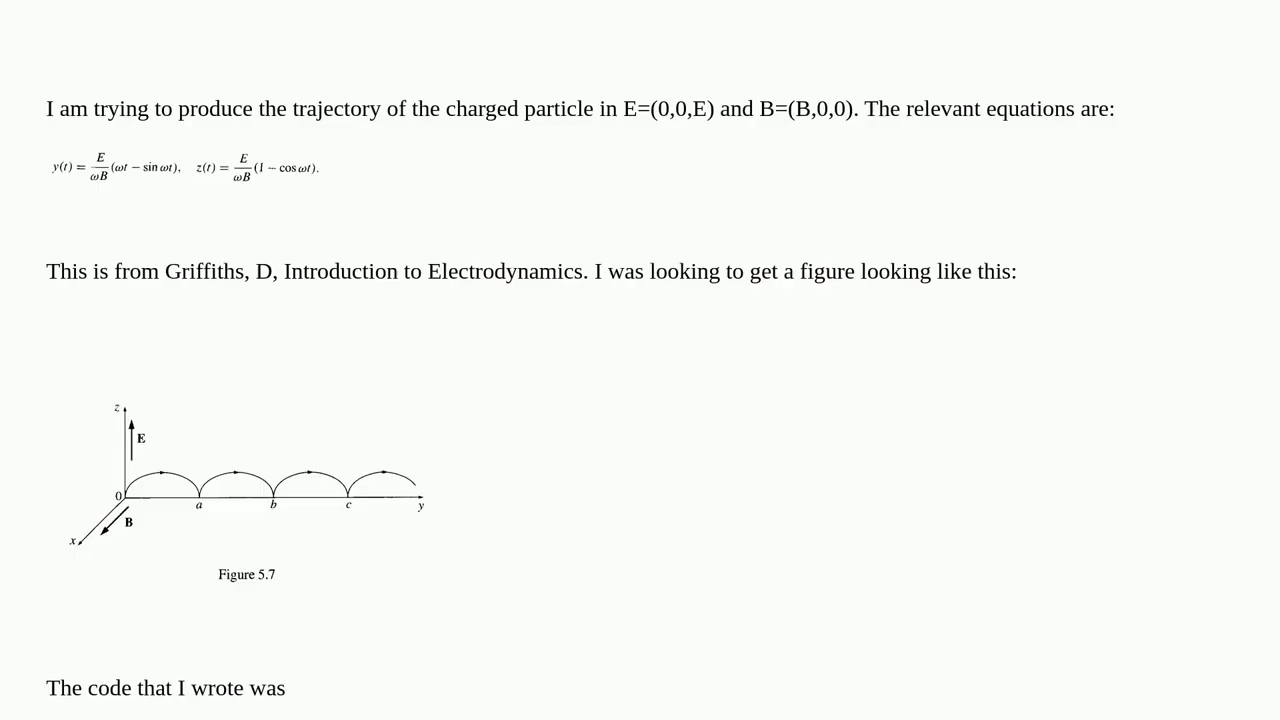 I am trying to produce the trajectory of the charged particle in E=(0,0,E) and B=(B,0,0). The relevant equations are:
y(t) = E/ωB (ωt − sin ωt),   z(t) = E/ωB (1 − cos ωt).
This is from Griffiths, D, Introduction to Electrodynamics. I was looking to get a figure looking like this:
z
E
0
a b c y
B
x
Figure 5.7
The code that I wrote was